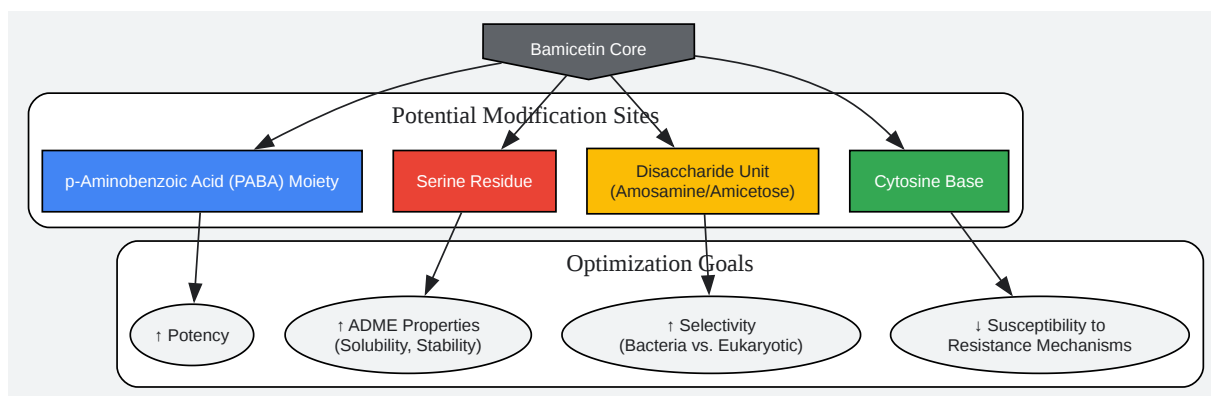 Bamicetin Core
Potential Modification Sites
p-Aminobenzoic Acid (PABA) Moiety
Serine Residue
Disaccharide Unit
(Amosamine/Amicetose)
Cytosine Base
Optimization Goals
↑ Potency
↑ ADME Properties
(Solubility, Stability)
↑ Selectivity
(Bacteria vs. Eukaryotic)
↓ Susceptibility to
Resistance Mechanisms